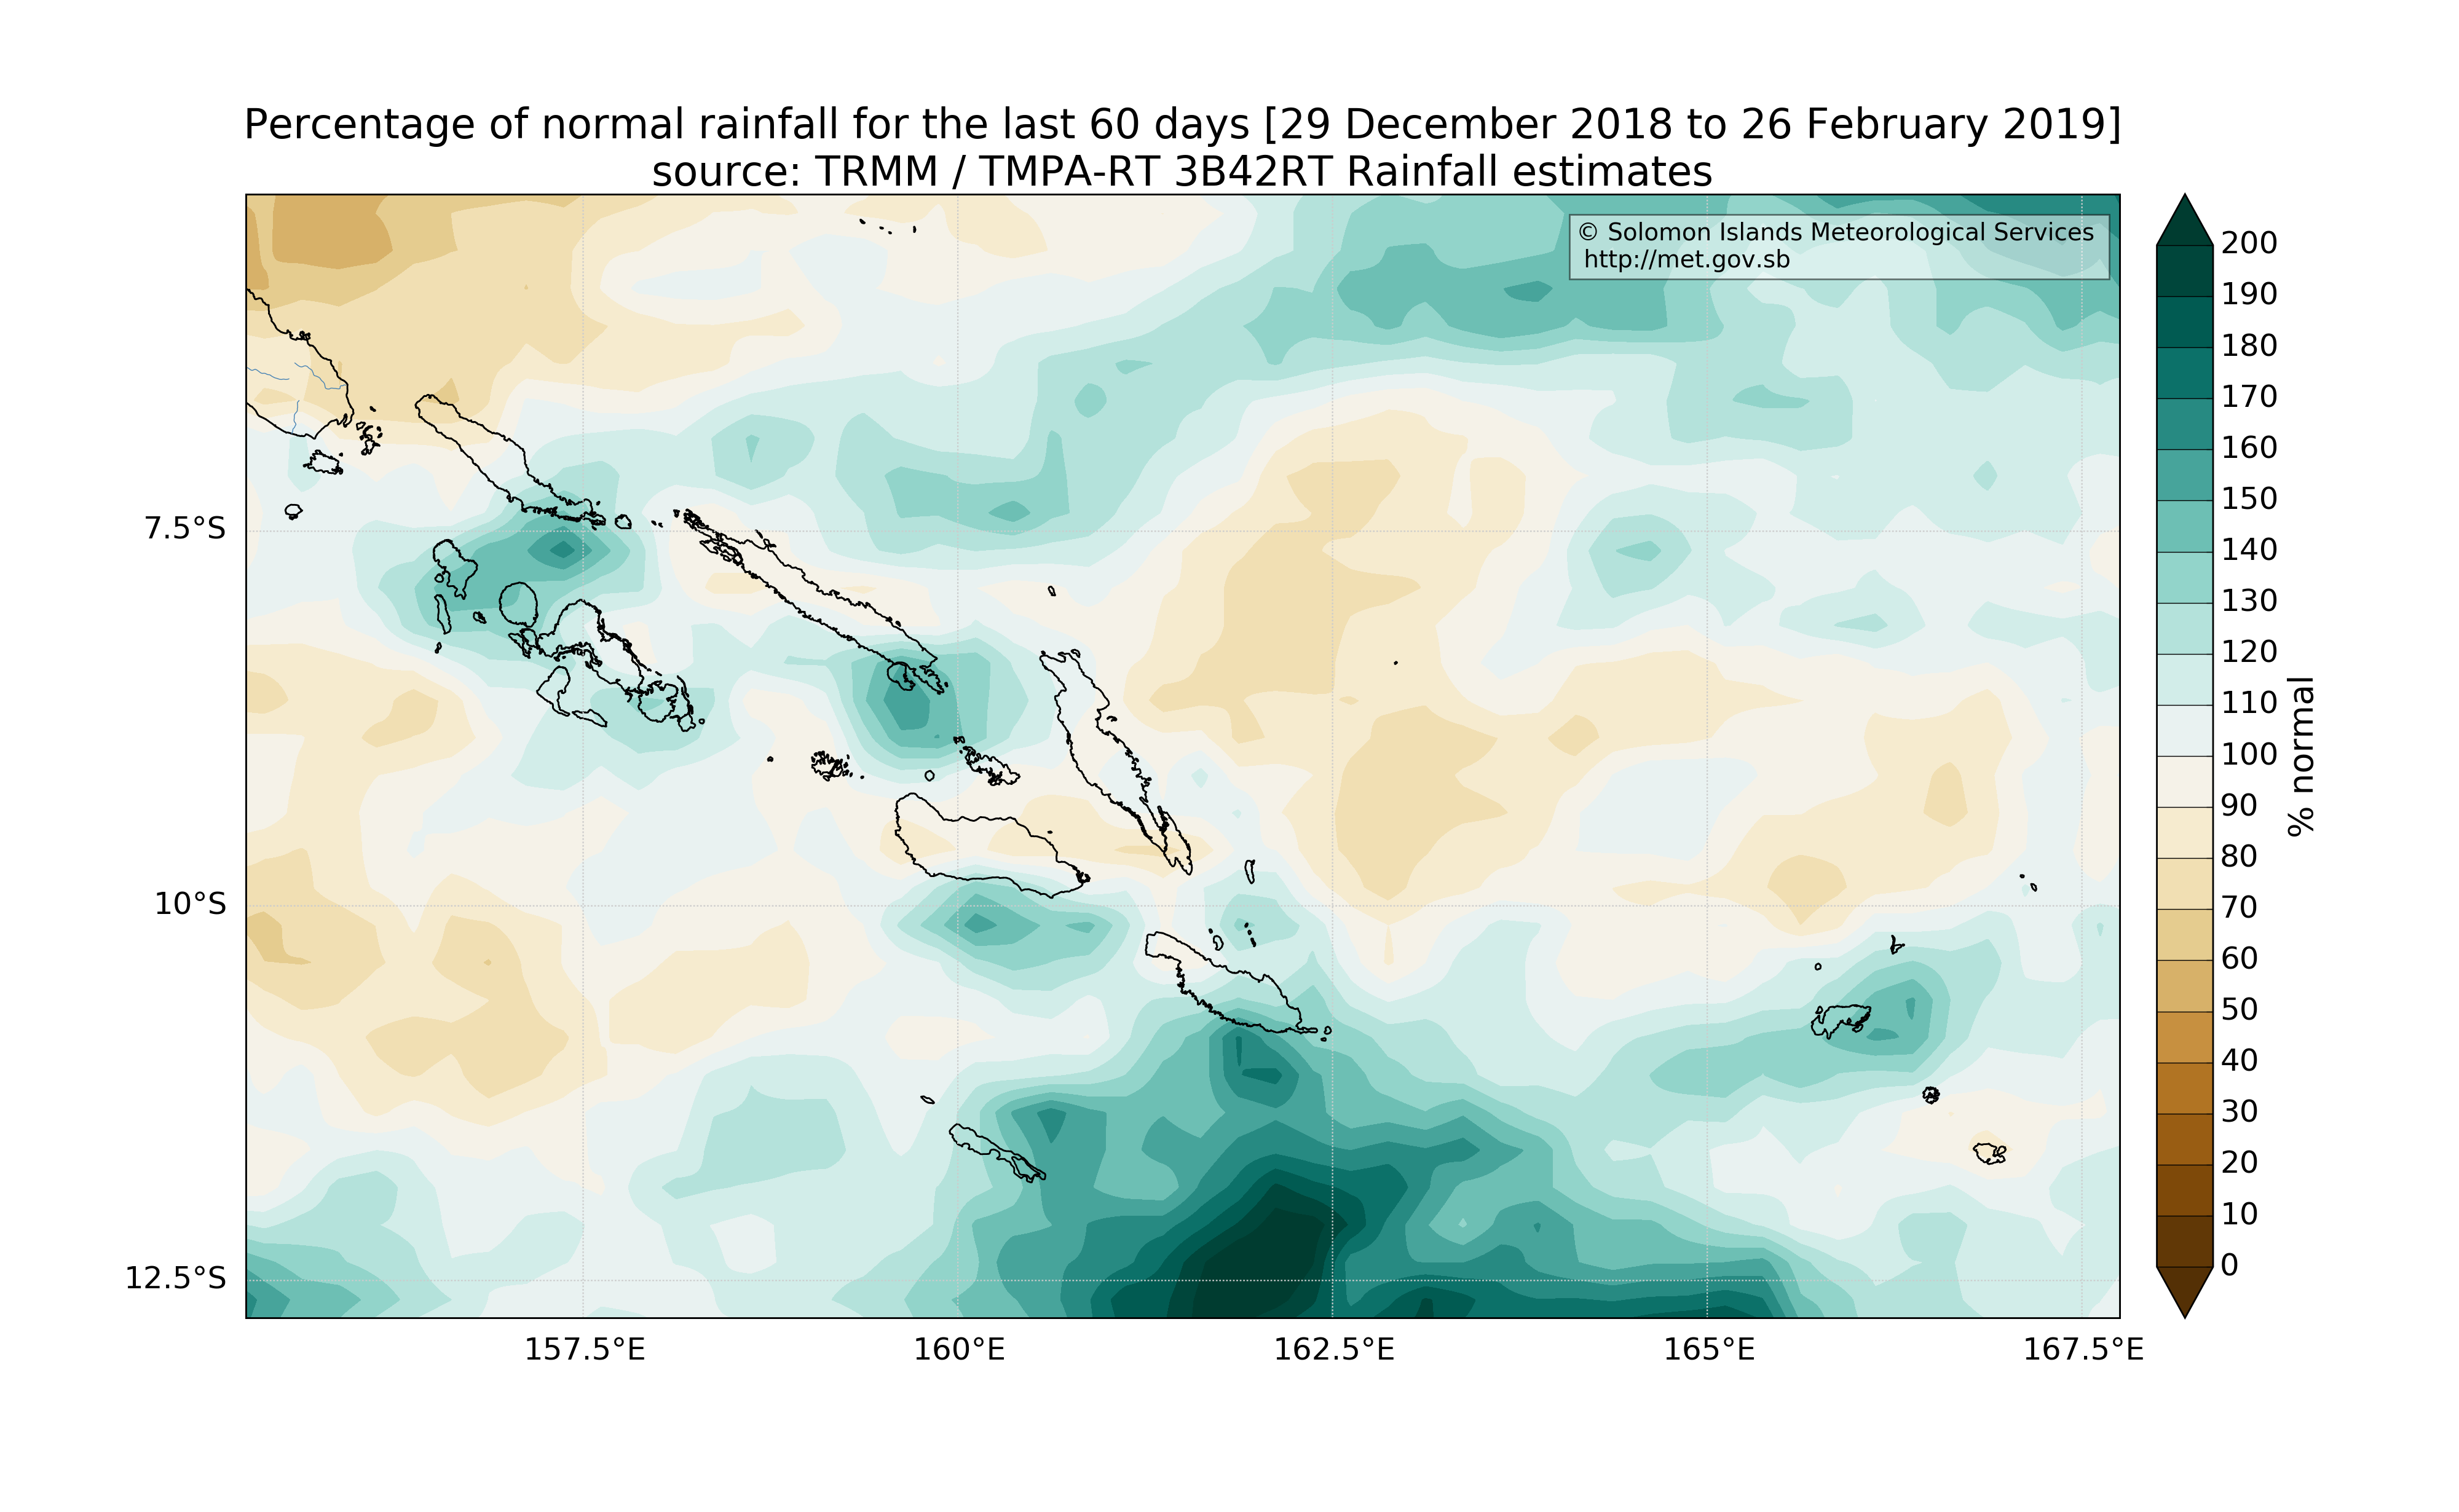 Percentage of normal rainfall for the last 60 days [29 December 2018 to 26 February 2019]
source: TRMM / TMPA-RT 3B42RT Rainfall estimates
© Solomon Islands Meteorological Services
http://met.gov.sb
7.5°S
10°S
12.5°S
157.5°E
160°E
162.5°E
165°E
167.5°E
200
190
180
170
160
150
140
130
120
110
100
90
80
70
60
50
40
30
20
10
0
% normal